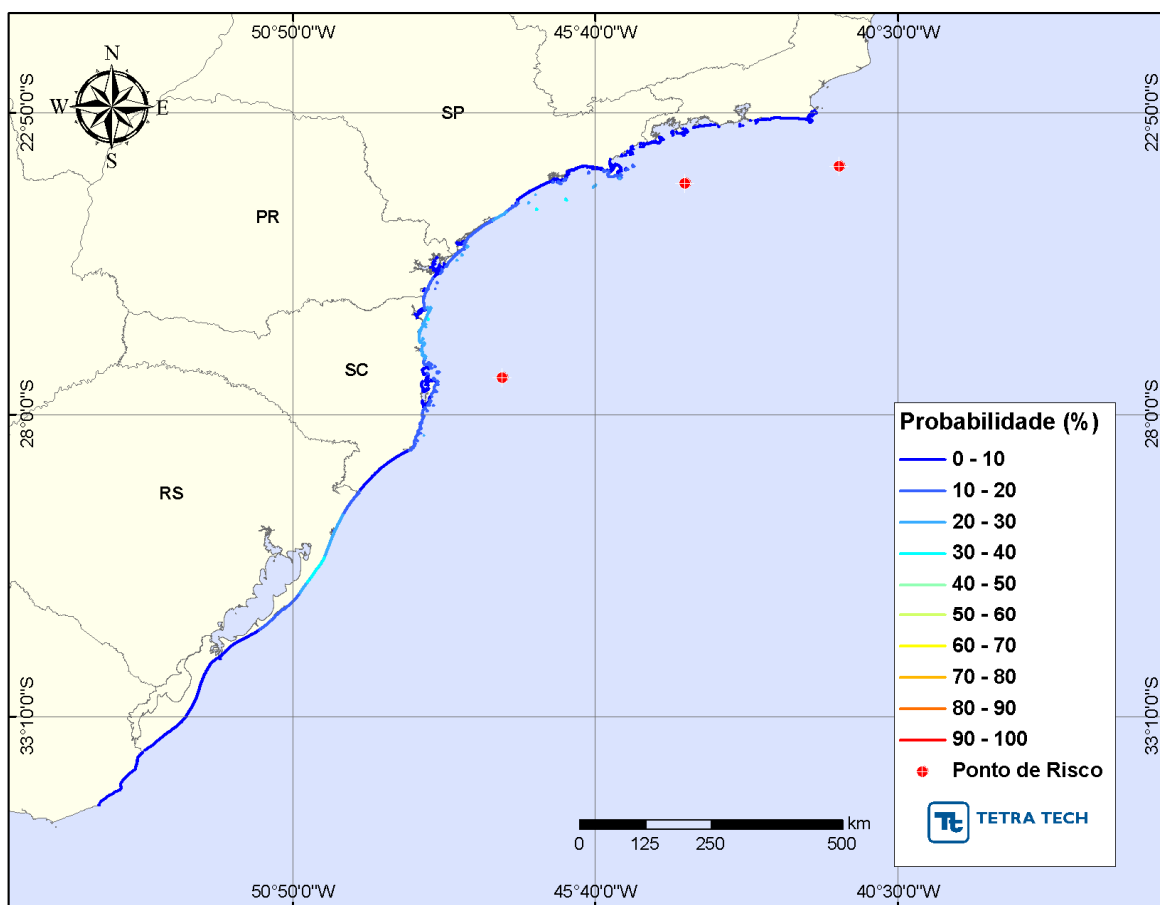 50°50'0"W
45°40'0"W
40°30'0"W
N
W
E
S
22°50'0"S
22°50'0"S
SP
PR
SC
28°0'0"S
28°0'0"S
RS
33°10'0"S
33°10'0"S
Probabilidade (%)
0 - 10
10 - 20
20 - 30
30 - 40
40 - 50
50 - 60
60 - 70
70 - 80
80 - 90
90 - 100
Ponto de Risco
Tt TETRA TECH
km
0 125 250 500
50°50'0"W
45°40'0"W
40°30'0"W